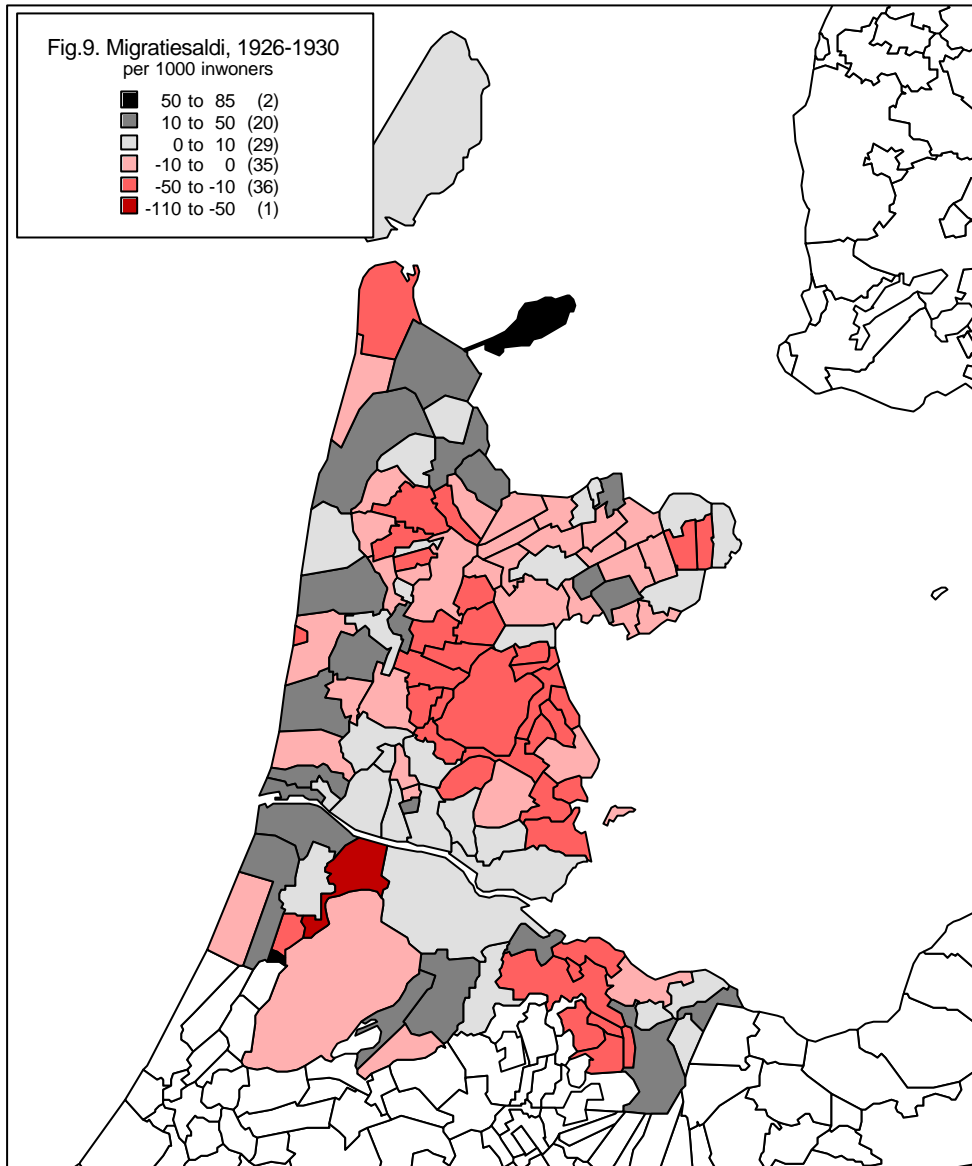 Fig.9. Migratiesaldi, 1926-1930
per 1000 inwoners
50 to 85 (2)
10 to 50 (20)
0 to 10 (29)
-10 to 0 (35)
-50 to -10 (36)
-110 to -50 (1)